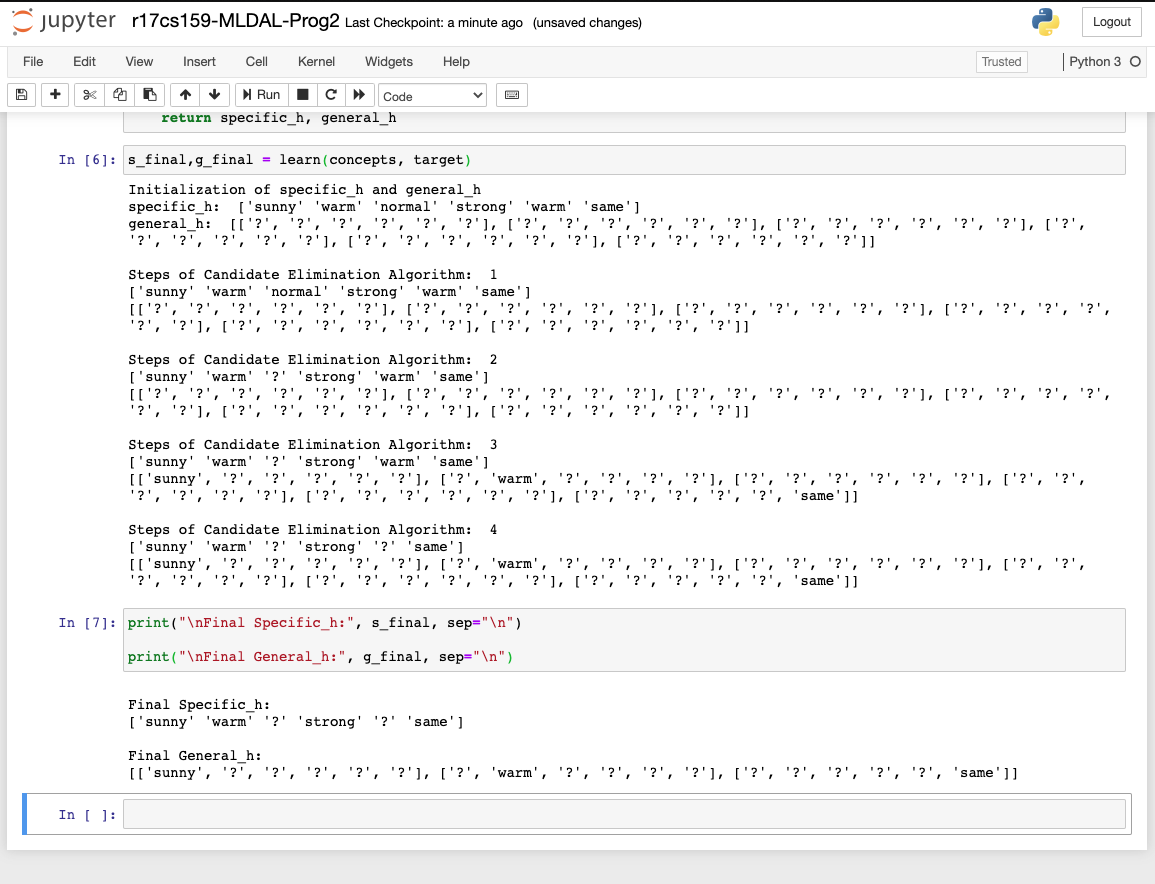 jupyter r17cs159-MLDAL-Prog2 Last Checkpoint: a minute ago (unsaved changes) Logout
File Edit View Insert Cell Kernel Widgets Help Trusted Python 3
Run Code
return specific_h, general_h
In [6]: s_final,g_final = learn(concepts, target)
Initialization of specific_h and general_h
specific_h:  ['sunny' 'warm' 'normal' 'strong' 'warm' 'same']
general_h:  [['?', '?', '?', '?', '?', '?'], ['?', '?', '?', '?', '?', '?'], ['?', '?', '?', '?', '?', '?'], ['?',
'?', '?', '?', '?', '?'], ['?', '?', '?', '?', '?', '?'], ['?', '?', '?', '?', '?', '?']]
Steps of Candidate Elimination Algorithm:  1
['sunny' 'warm' 'normal' 'strong' 'warm' 'same']
[['?', '?', '?', '?', '?', '?'], ['?', '?', '?', '?', '?', '?'], ['?', '?', '?', '?', '?', '?'], ['?', '?', '?', '?',
'?', '?'], ['?', '?', '?', '?', '?', '?'], ['?', '?', '?', '?', '?', '?']]
Steps of Candidate Elimination Algorithm:  2
['sunny' 'warm' '?' 'strong' 'warm' 'same']
[['?', '?', '?', '?', '?', '?'], ['?', '?', '?', '?', '?', '?'], ['?', '?', '?', '?', '?', '?'], ['?', '?', '?', '?',
'?', '?'], ['?', '?', '?', '?', '?', '?'], ['?', '?', '?', '?', '?', '?']]
Steps of Candidate Elimination Algorithm:  3
['sunny' 'warm' '?' 'strong' 'warm' 'same']
[['sunny', '?', '?', '?', '?', '?'], ['?', 'warm', '?', '?', '?', '?'], ['?', '?', '?', '?', '?', '?'], ['?', '?',
'?', '?', '?', '?'], ['?', '?', '?', '?', '?', '?'], ['?', '?', '?', '?', '?', 'same']]
Steps of Candidate Elimination Algorithm:  4
['sunny' 'warm' '?' 'strong' '?' 'same']
[['sunny', '?', '?', '?', '?', '?'], ['?', 'warm', '?', '?', '?', '?'], ['?', '?', '?', '?', '?', '?'], ['?', '?',
'?', '?', '?', '?'], ['?', '?', '?', '?', '?', '?'], ['?', '?', '?', '?', '?', 'same']]
In [7]: print("\nFinal Specific_h:", s_final, sep="\n")
print("\nFinal General_h:", g_final, sep="\n")
Final Specific_h:
['sunny' 'warm' '?' 'strong' '?' 'same']
Final General_h:
[['sunny', '?', '?', '?', '?', '?'], ['?', 'warm', '?', '?', '?', '?'], ['?', '?', '?', '?', '?', 'same']]
In [ ]: